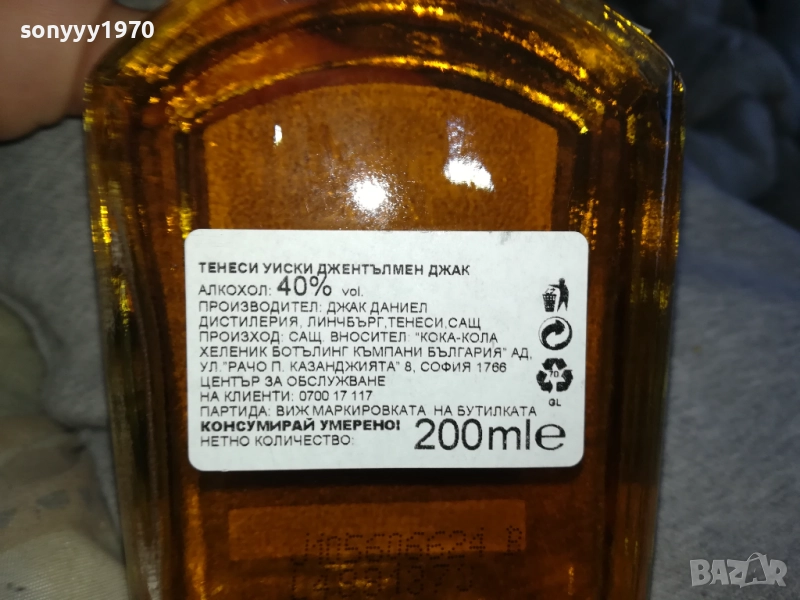 sonyyy1970
ТЕНЕСИ УИСКИ ДЖЕНТЪЛМЕН ДЖАК
АЛКОХОЛ: 40% vol.
ПРОИЗВОДИТЕЛ: ДЖАК ДАНИЕЛ
ДИСТИЛЕРИЯ, ЛИНЧБЪРГ,ТЕНЕСИ,САЩ
ПРОИЗХОД: САЩ. ВНОСИТЕЛ: "КОКА-КОЛА
ХЕЛЕНИК БОТЪЛИНГ КЪМПАНИ БЪЛГАРИЯ" АД,
УЛ."РАЧО П. КАЗАНДЖИЯТА" 8, СОФИЯ 1766
ЦЕНТЪР ЗА ОБСЛУЖВАНЕ
НА КЛИЕНТИ: 0700 17 117
ПАРТИДА: ВИЖ МАРКИРОВКАТА НА БУТИЛКАТА
КОНСУМИРАЙ УМЕРЕНО!
НЕТНО КОЛИЧЕСТВО: 200ml e
70
GL
BAZAR